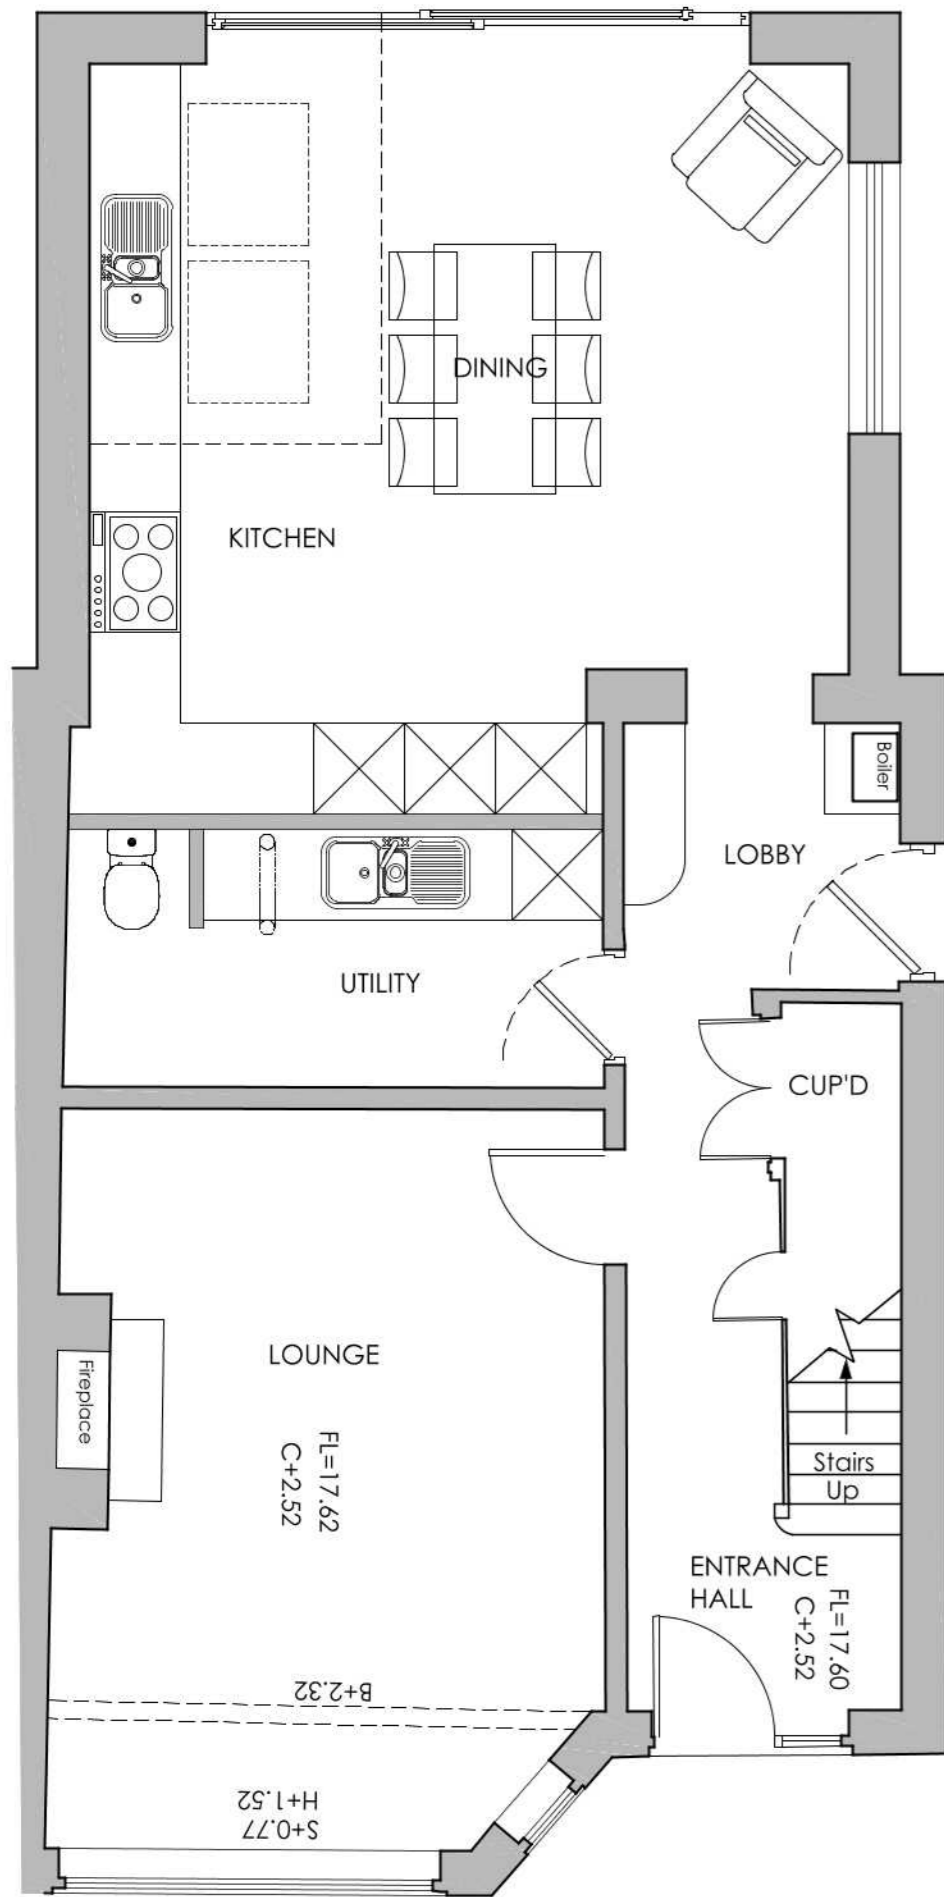 DINING
KITCHEN
Boiler
LOBBY
UTILITY
CUP'D
LOUNGE
Fireplace
FL=17.62
C+2.52
Stairs
Up
ENTRANCE
HALL
FL=17.60
C+2.52
B+2.32
S+0.77
H+1.52